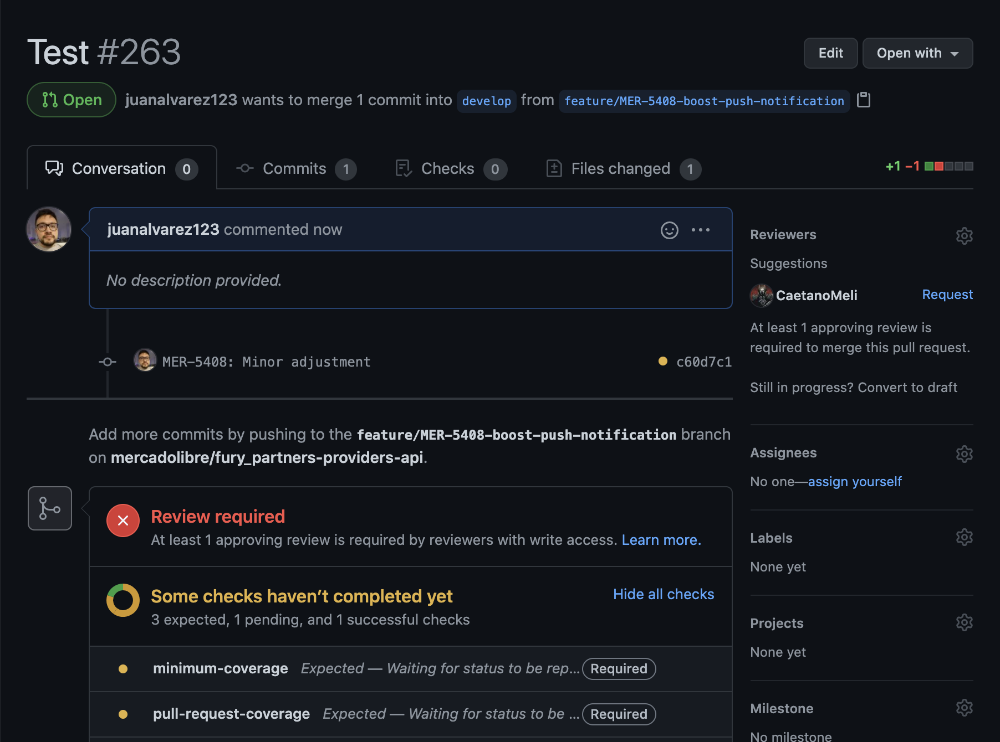 Test #263
Edit
Open with
Open
juanalvarez123 wants to merge 1 commit into develop from feature/MER-5408-boost-push-notification
Conversation 0
Commits 1
Checks 0
Files changed 1
+1 −1
juanalvarez123 commented now
No description provided.
MER-5408: Minor adjustment
c60d7c1
Add more commits by pushing to the feature/MER-5408-boost-push-notification branch
on mercadolibre/fury_partners-providers-api.
Review required
At least 1 approving review is required by reviewers with write access. Learn more.
Some checks haven’t completed yet
Hide all checks
3 expected, 1 pending, and 1 successful checks
minimum-coverage Expected — Waiting for status to be rep... Required
pull-request-coverage Expected — Waiting for status to be ... Required
Reviewers
Suggestions
CaetanoMeli
Request
At least 1 approving review is
required to merge this pull request.
Still in progress? Convert to draft
Assignees
No one—assign yourself
Labels
None yet
Projects
None yet
Milestone
No milestone